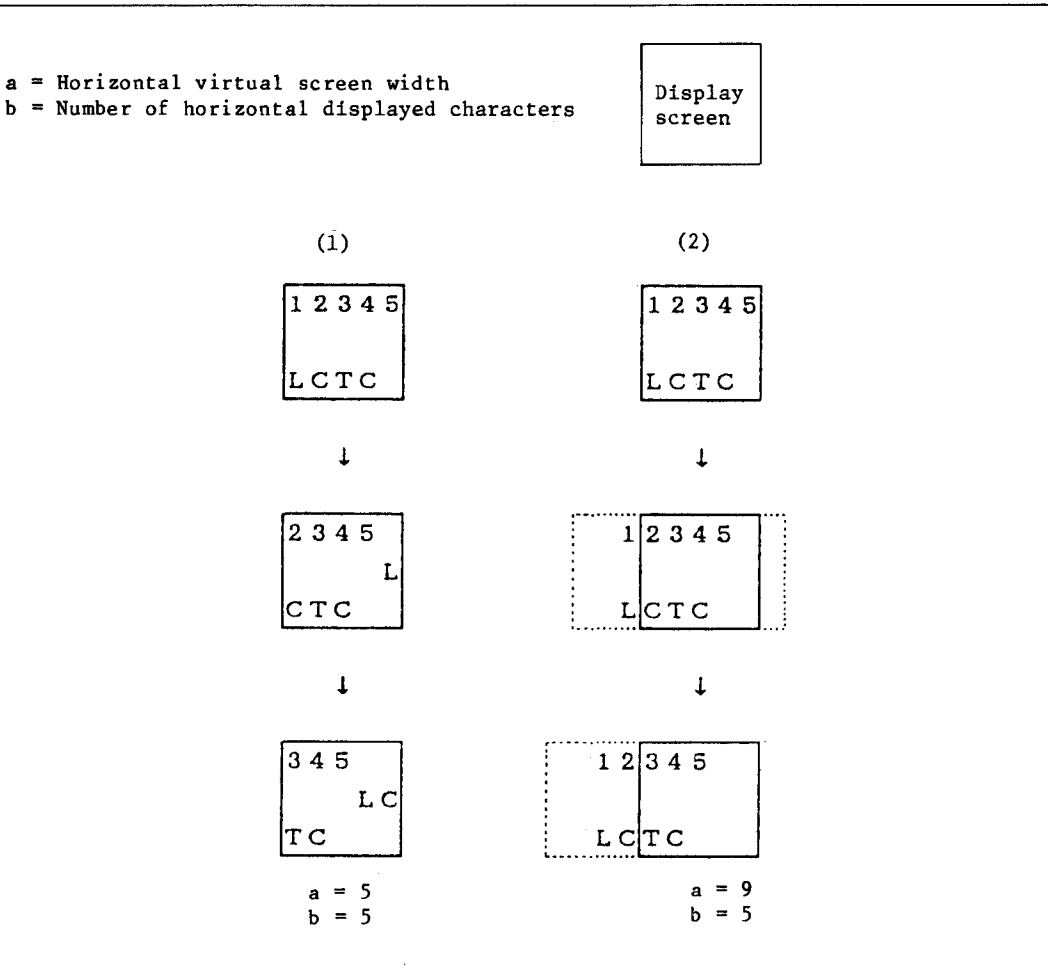 a = Horizontal virtual screen width
b = Number of horizontal displayed characters
Display
screen
(1)
(2)
1 2 3 4 5
1 2 3 4 5
L C T C
L C T C
↓
↓
2 3 4 5
1 2 3 4 5
L
C T C
L C T C
↓
↓
3 4 5
1 2 3 4 5
L C
T C
L C T C
a = 5
a = 9
b = 5
b = 5